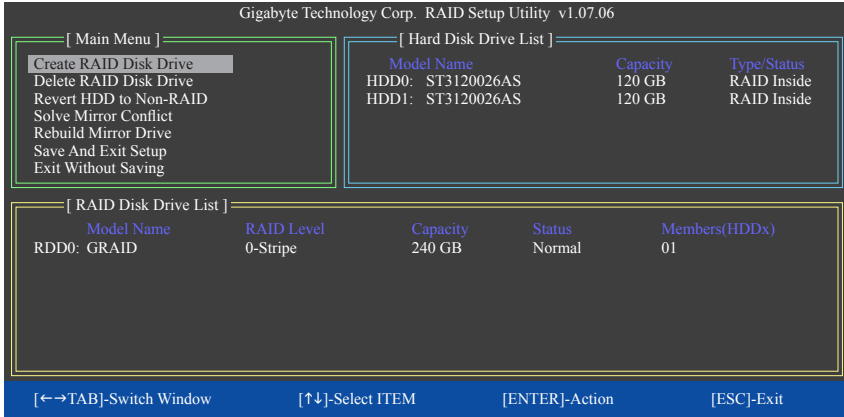 Gigabyte Technology Corp. RAID Setup Utility v1.07.06
[ Main Menu ]
Create RAID Disk Drive
Delete RAID Disk Drive
Revert HDD to Non-RAID
Solve Mirror Conflict
Rebuild Mirror Drive
Save And Exit Setup
Exit Without Saving
[ Hard Disk Drive List ]
Model Name Capacity Type/Status
HDD0: ST3120026AS 120 GB RAID Inside
HDD1: ST3120026AS 120 GB RAID Inside
[ RAID Disk Drive List ]
Model Name RAID Level Capacity Status Members(HDDx)
RDD0: GRAID 0-Stripe 240 GB Normal 01
[←→TAB]-Switch Window [↑↓]-Select ITEM [ENTER]-Action [ESC]-Exit